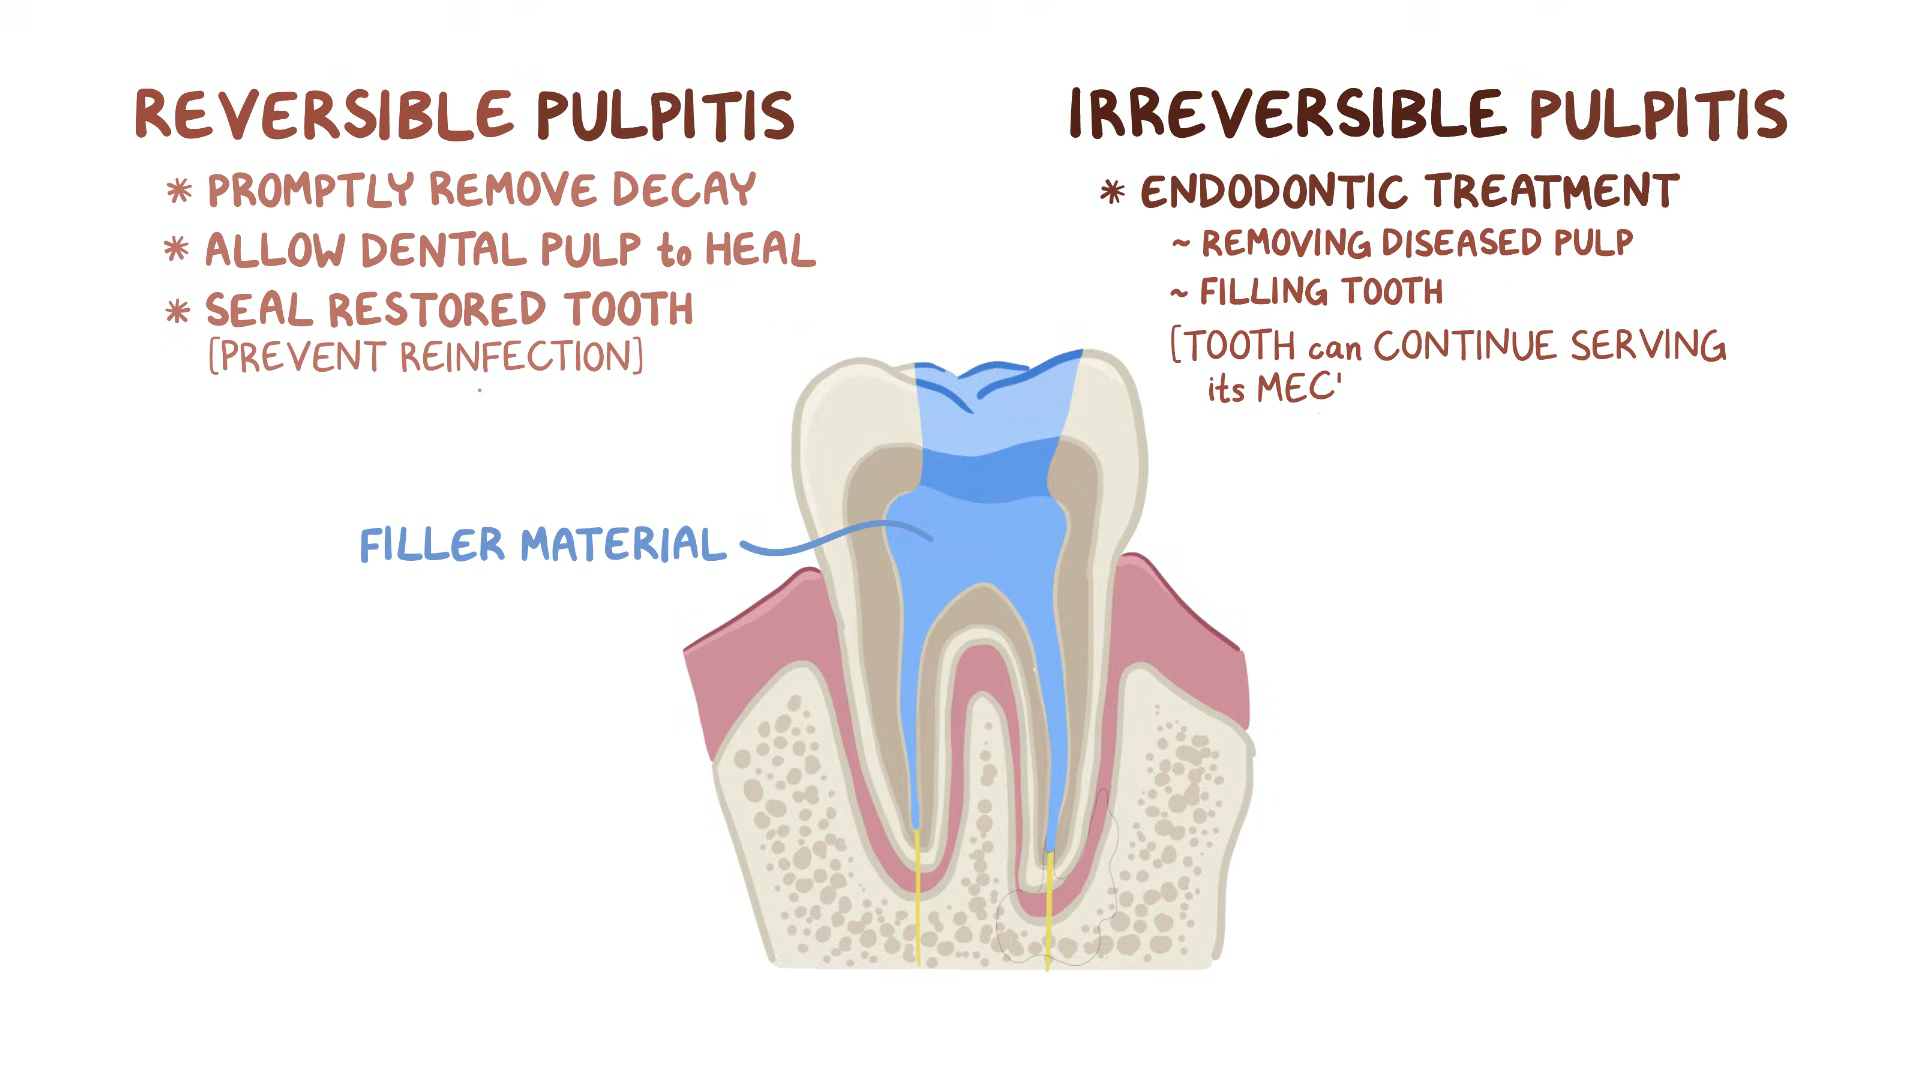 REVERSIBLE PULPITIS
* PROMPTLY REMOVE DECAY
* ALLOW DENTAL PULP to HEAL
* SEAL RESTORED TOOTH
[PREVENT REINFECTION]
IRREVERSIBLE PULPITIS
* ENDODONTIC TREATMENT
~ REMOVING DISEASED PULP
~ FILLING TOOTH
[TOOTH can CONTINUE SERVING
its MEC'
FILLER MATERIAL